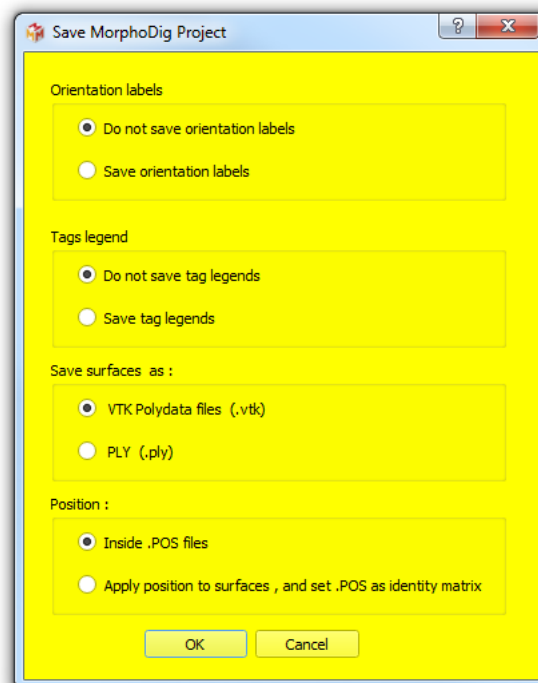 Save MorphoDig Project
?
Orientation labels
Do not save orientation labels
Save orientation labels
Tags legend
Do not save tag legends
Save tag legends
Save surfaces as :
VTK Polydata files (.vtk)
PLY (.ply)
Position :
Inside .POS files
Apply position to surfaces , and set .POS as identity matrix
OK Cancel